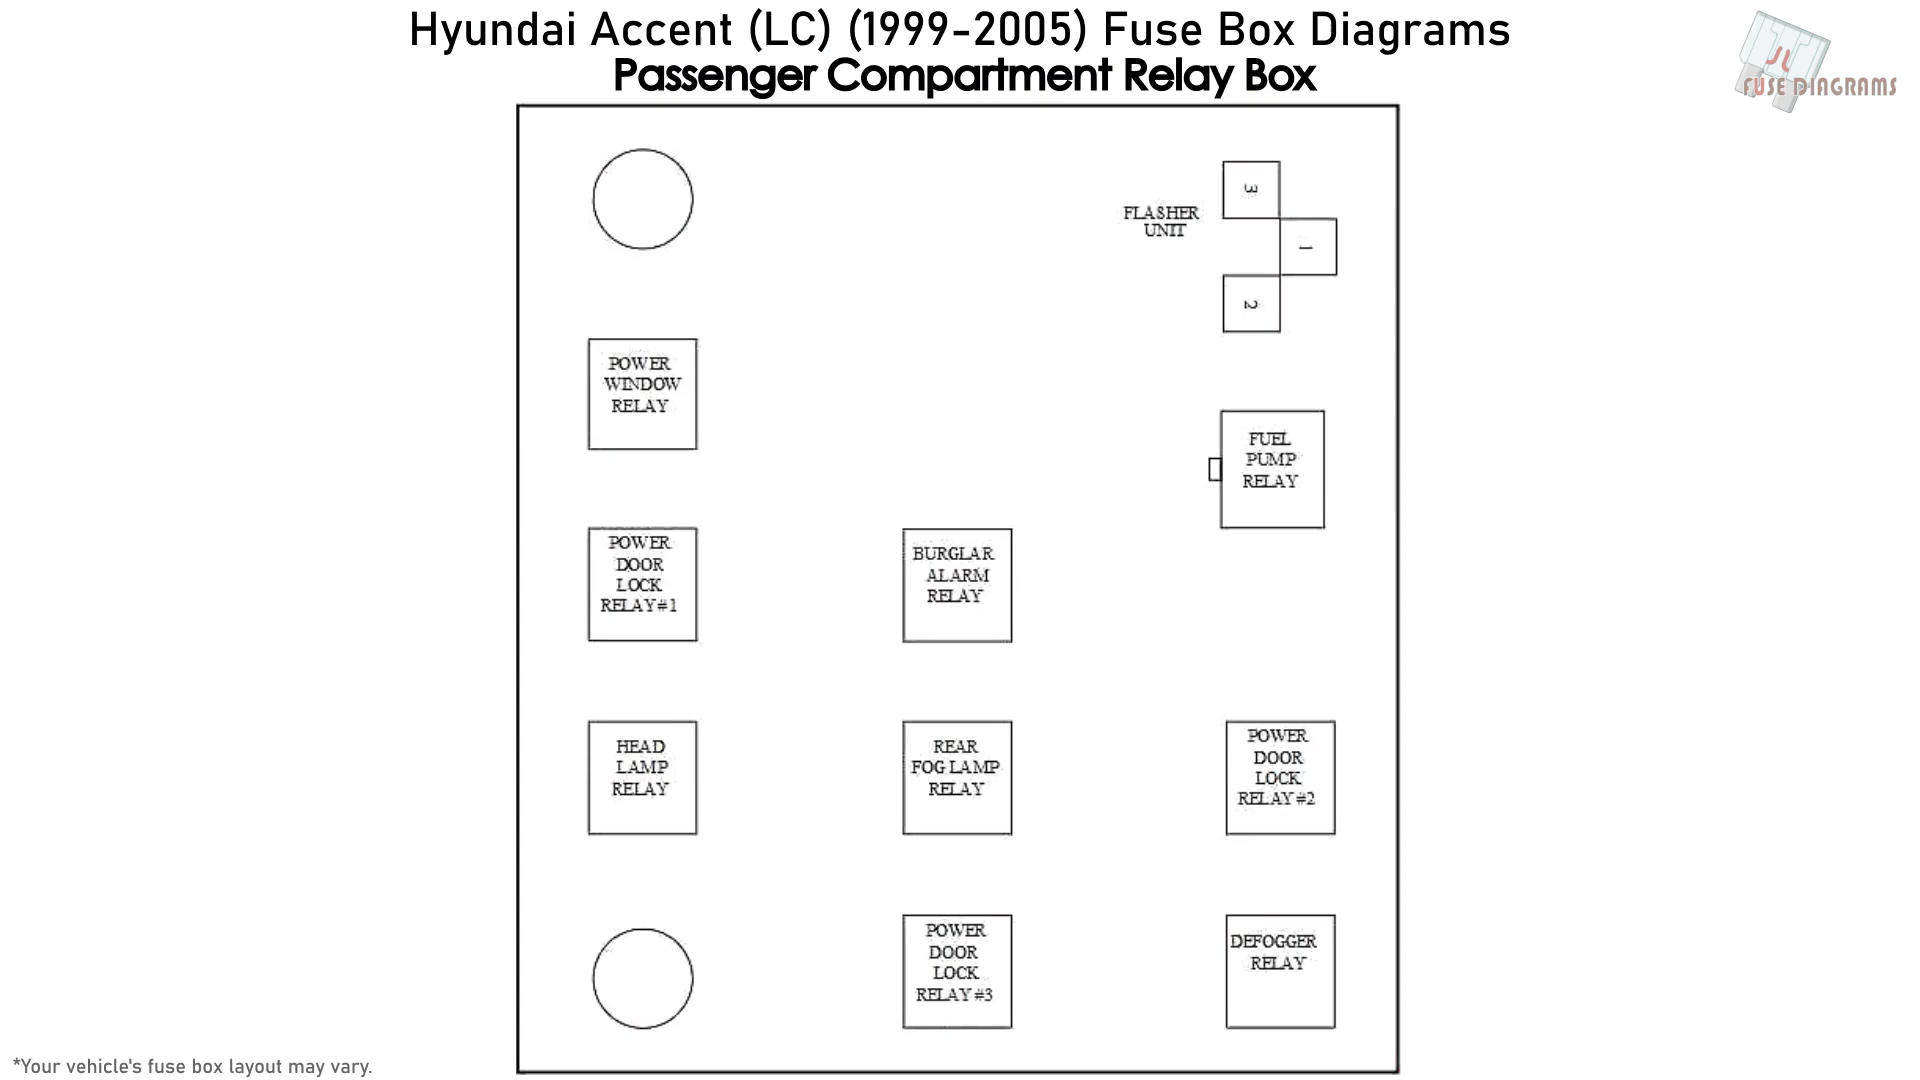 Hyundai Accent (LC) (1999-2005) Fuse Box Diagrams
Passenger Compartment Relay Box
FUSE DIAGRAMS
3
FLASHER
UNIT
1
2
POWER
WINDOW
RELAY
FUEL
PUMP
RELAY
POWER
DOOR
LOCK
RELAY#1
BURGLAR
ALARM
RELAY
HEAD
LAMP
RELAY
REAR
FOG LAMP
RELAY
POWER
DOOR
LOCK
RELAY #2
POWER
DOOR
LOCK
RELAY #3
DEFOGGER
RELAY
*Your vehicle's fuse box layout may vary.